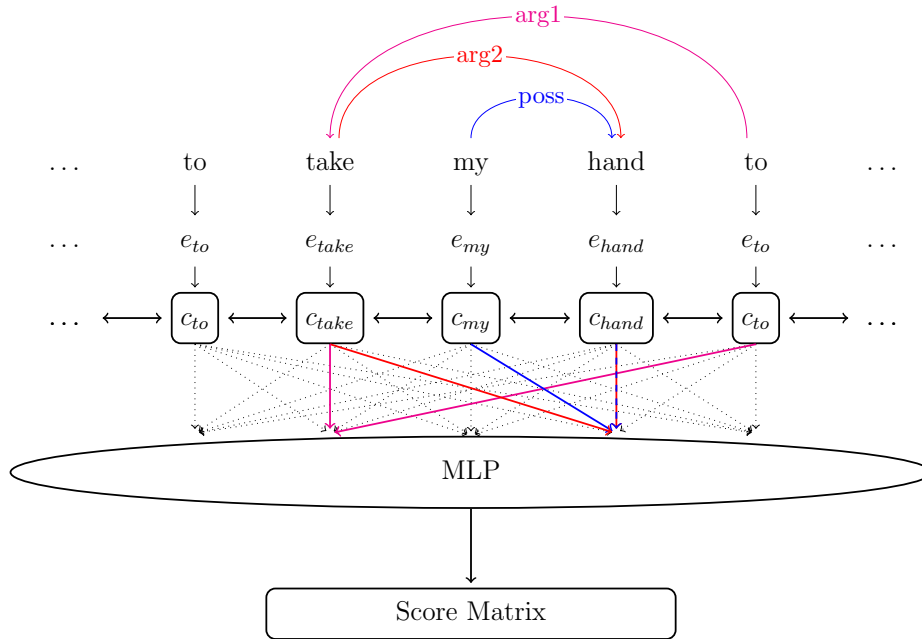 arg1
arg2
poss
... to take my hand to ...
... e_to e_take e_my e_hand e_to ...
... c_to c_take c_my c_hand c_to ...
MLP
Score Matrix